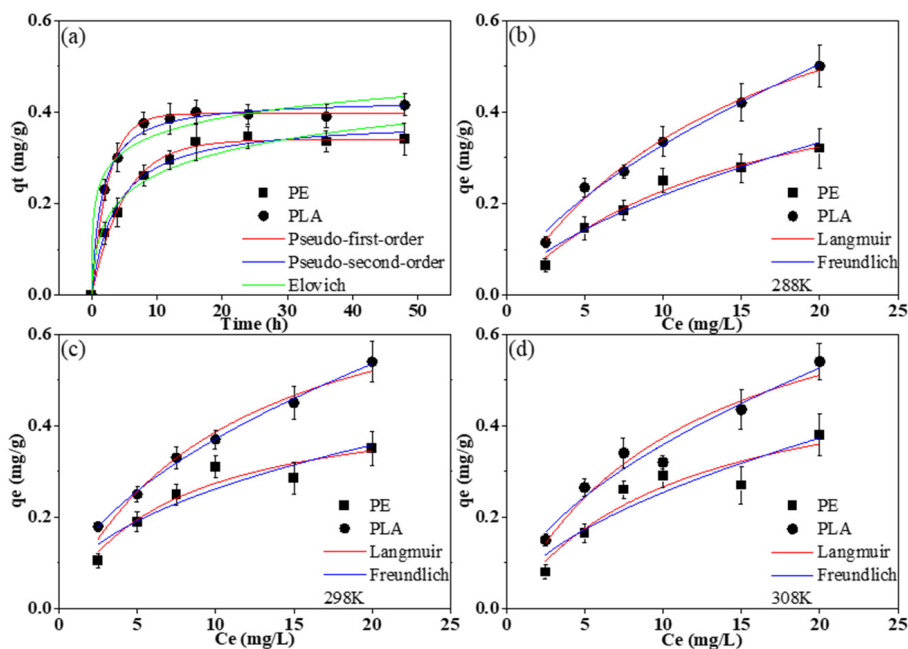 (a)
qt (mg/g)
0.6
0.4
0.2
0.0
PE
PLA
Pseudo-first-order
Pseudo-second-order
Elovich
0 10 20 30 40 50
Time (h)
(b)
qe (mg/g)
0.6
0.4
0.2
0.0
PE
PLA
Langmuir
Freundlich
288K
0 5 10 15 20 25
Ce (mg/L)
(c)
qe (mg/g)
0.6
0.4
0.2
0.0
PE
PLA
Langmuir
Freundlich
298K
0 5 10 15 20 25
Ce (mg/L)
(d)
qe (mg/g)
0.6
0.4
0.2
0.0
PE
PLA
Langmuir
Freundlich
308K
0 5 10 15 20 25
Ce (mg/L)